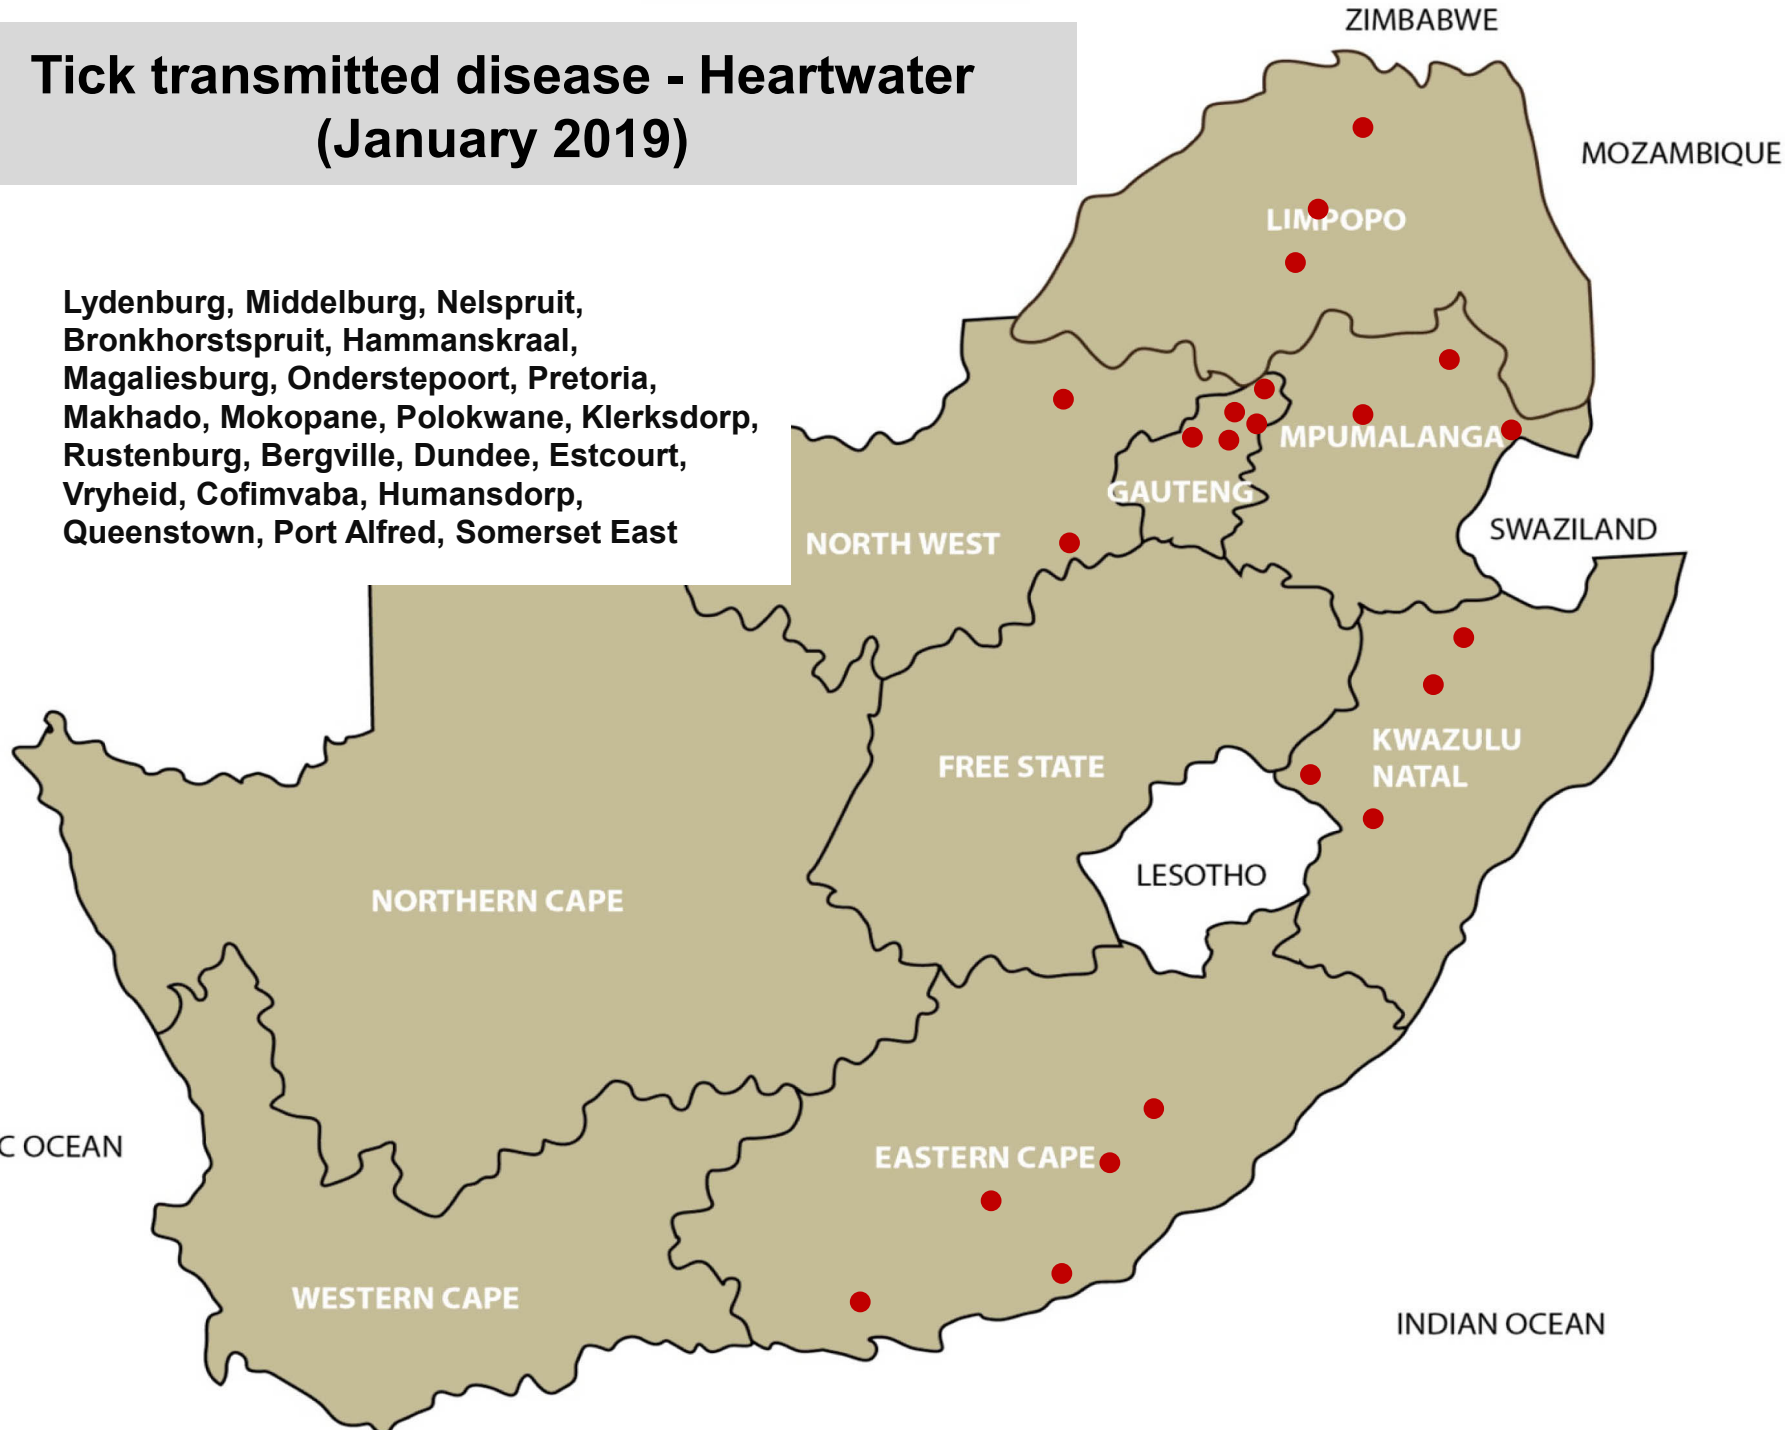 ZIMBABWE
Tick transmitted disease - Heartwater
(January 2019)
MOZAMBIQUE
LIMPOPO
Lydenburg, Middelburg, Nelspruit,
Bronkhorstspruit, Hammanskraal,
Magaliesburg, Onderstepoort, Pretoria,
Makhado, Mokopane, Polokwane, Klerksdorp,
Rustenburg, Bergville, Dundee, Estcourt,
Vryheid, Cofimvaba, Humansdorp,
Queenstown, Port Alfred, Somerset East
MPUMALANGA
GAUTENG
NORTH WEST
SWAZILAND
KWAZULU
NATAL
FREE STATE
LESOTHO
NORTHERN CAPE
C OCEAN
EASTERN CAPE
WESTERN CAPE
INDIAN OCEAN